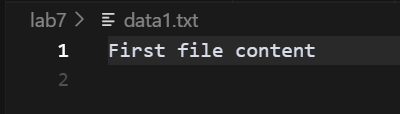 lab7 > data1.txt
1 First file content
2